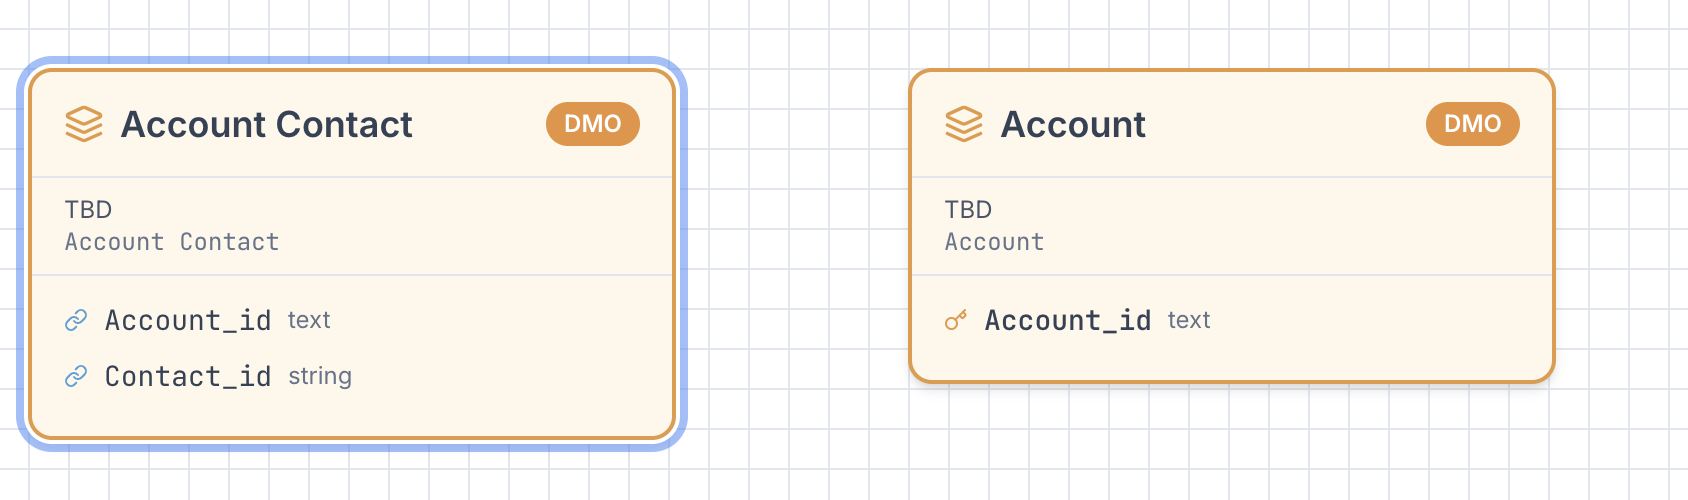 Account Contact DMO
TBD
Account Contact
Account_id text
Contact_id string
Account DMO
TBD
Account
Account_id text